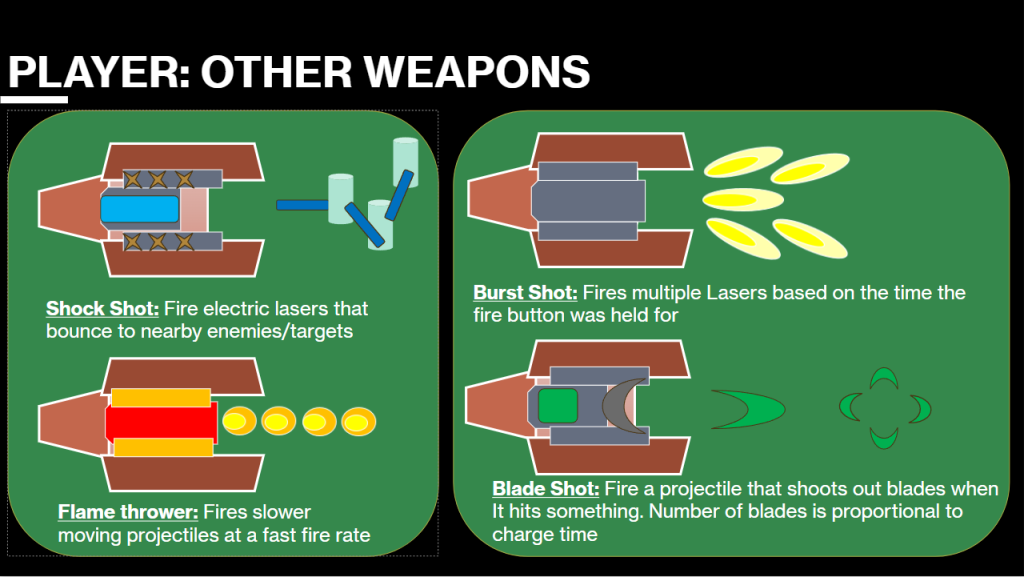 PLAYER: OTHER WEAPONS
Shock Shot: Fire electric lasers that
bounce to nearby enemies/targets
Flame thrower: Fires slower
moving projectiles at a fast fire rate
Burst Shot: Fires multiple Lasers based on the time the
fire button was held for
Blade Shot: Fire a projectile that shoots out blades when
It hits something. Number of blades is proportional to
charge time